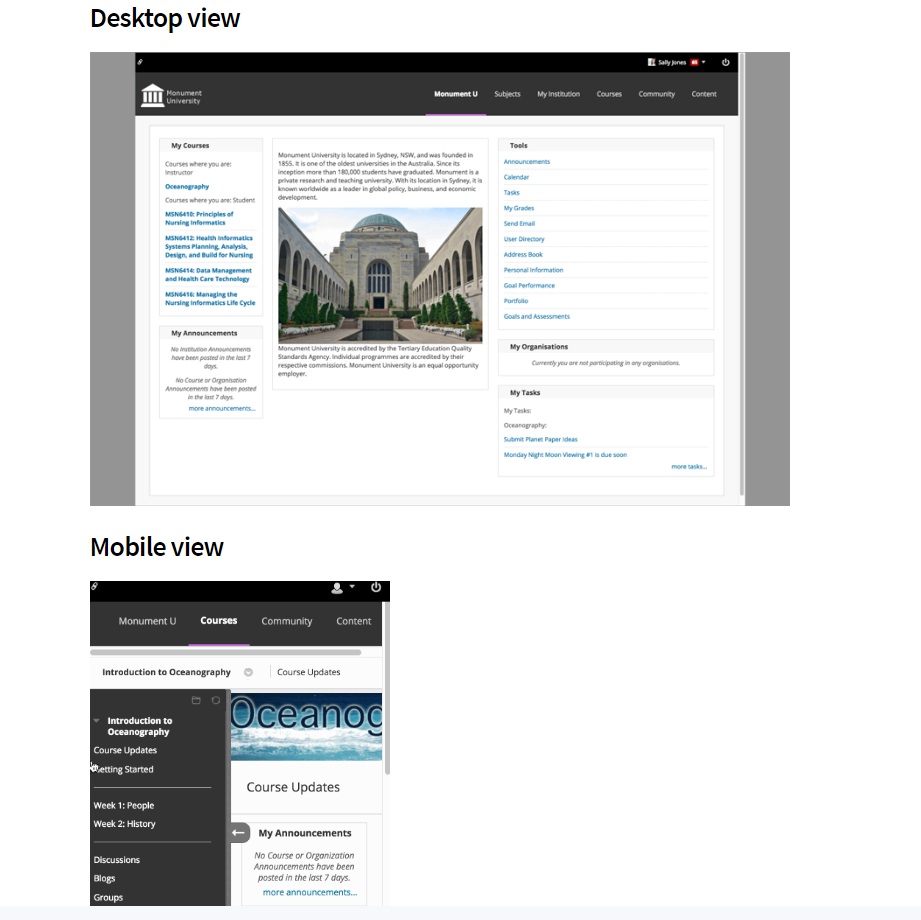 Desktop view
Sally Jones
Monument
University
Monument U Subjects My Institution Courses Community Content
My Courses
Courses where you are:
Instructor
Oceanography
Courses where you are: Student
MSN6410: Principles of
Nursing Informatics
MSN6412: Health Informatics
Systems Planning, Analysis,
Design, and Build for Nursing
MSN6414: Data Management
and Health Care Technology
MSN6416: Managing the
Nursing Informatics Life Cycle
My Announcements
No Institution Announcements
have been posted in the last 7
days.
No Course or Organisation
Announcements have been posted
in the last 7 days.
more announcements...
Monument University is located in Sydney, NSW, and was founded in
1855. It is one of the oldest universities in the Australia. Since its
inception more than 180,000 students have graduated. Monument is a
private research and teaching university. With its location in Sydney, it is
known worldwide as a leader in global policy, business, and economic
development.
Monument University is accredited by the Tertiary Education Quality
Standards Agency. Individual programmes are accredited by their
respective commissions. Monument University is an equal opportunity
employer.
Tools
Announcements
Calendar
Tasks
My Grades
Send Email
User Directory
Address Book
Personal Information
Goal Performance
Portfolio
Goals and Assessments
My Organisations
Currently you are not participating in any organisations.
My Tasks
My Tasks:
Oceanography:
Submit Planet Paper Ideas
Monday Night Moon Viewing #1 is due soon
more tasks...
Mobile view
Monument U Courses Community Content
Introduction to Oceanography Course Updates
Introduction to
Oceanography
Course Updates
Getting Started
Week 1: People
Week 2: History
Discussions
Blogs
Groups
Oceanog
Course Updates
My Announcements
No Course or Organization
Announcements have been
posted in the last 7 days.
more announcements...